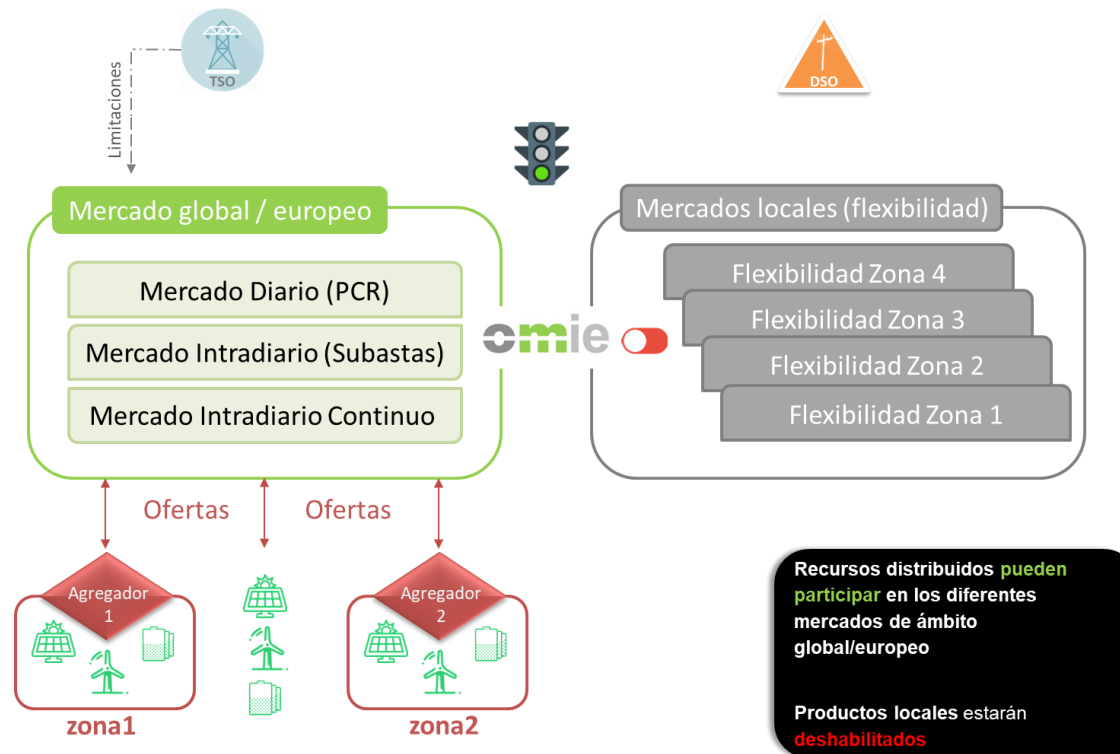 TSO
DSO
Limitaciones
Mercado global / europeo
Mercado Diario (PCR)
Mercado Intradiario (Subastas)
Mercado Intradiario Continuo
omie
Mercados locales (flexibilidad)
Flexibilidad Zona 4
Flexibilidad Zona 3
Flexibilidad Zona 2
Flexibilidad Zona 1
Ofertas
Ofertas
Agregador
1
Agregador
2
zona1
zona2
Recursos distribuidos pueden
participar en los diferentes
mercados de ámbito
global/europeo
Productos locales estarán
deshabilitados